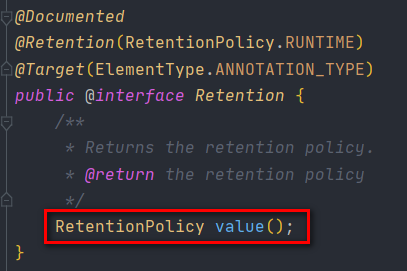 @Documented
@Retention(RetentionPolicy.RUNTIME)
@Target(ElementType.ANNOTATION_TYPE)
public @interface Retention {
/**
* Returns the retention policy.
* @return the retention policy
*/
RetentionPolicy value();
}